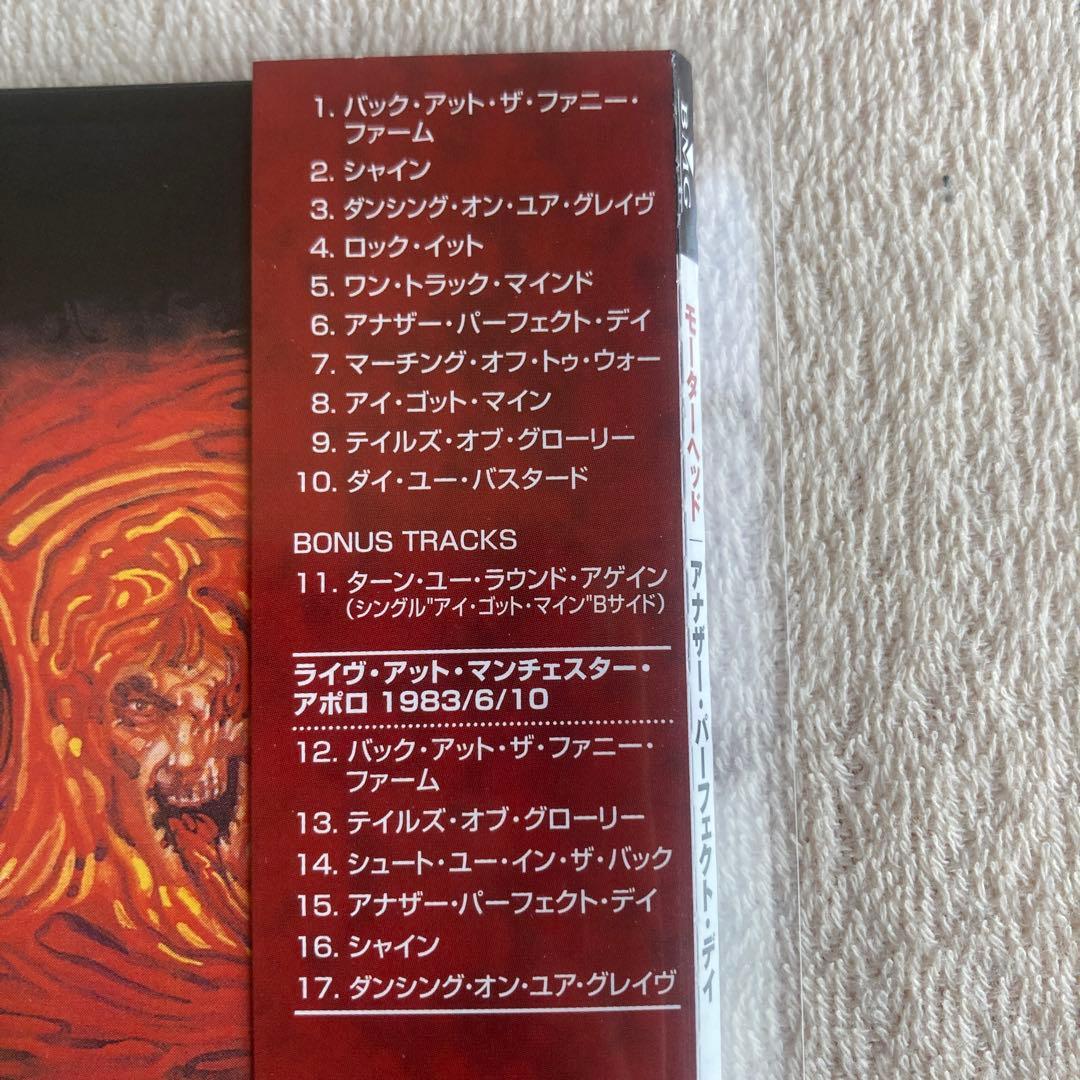 1. バック・アット・ザ・ファニー・
ファーム
2. シャイン
3. ダンシング・オン・ユア・グレイヴ
4. ロック・イット
5. ワン・トラック・マインド
6. アナザー・パーフェクト・デイ
7. マーチング・オフ・トゥ・ウォー
8. アイ・ゴット・マイン
9. テイルズ・オブ・グローリー
10. ダイ・ユー・バスタード
BONUS TRACKS
11. ターン・ユー・ラウンド・アゲイン
(シングル"アイ・ゴット・マイン"Bサイド)
ライヴ・アット・マンチェスター・
アポロ 1983/6/10
12. バック・アット・ザ・ファニー・
ファーム
13. テイルズ・オブ・グローリー
14. シュート・ユー・イン・ザ・バック
15. アナザー・パーフェクト・デイ
16. シャイン
17. ダンシング・オン・ユア・グレイヴ
BMG
モーターヘッド｜アナザー・パーフェクト・デイ